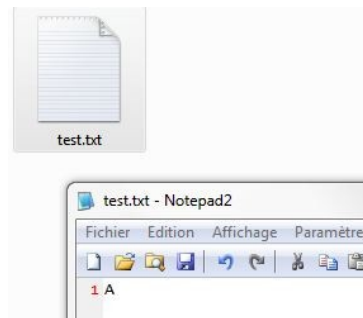 test.txt
test.txt - Notepad2
Fichier Edition Affichage Paramètre
1 A